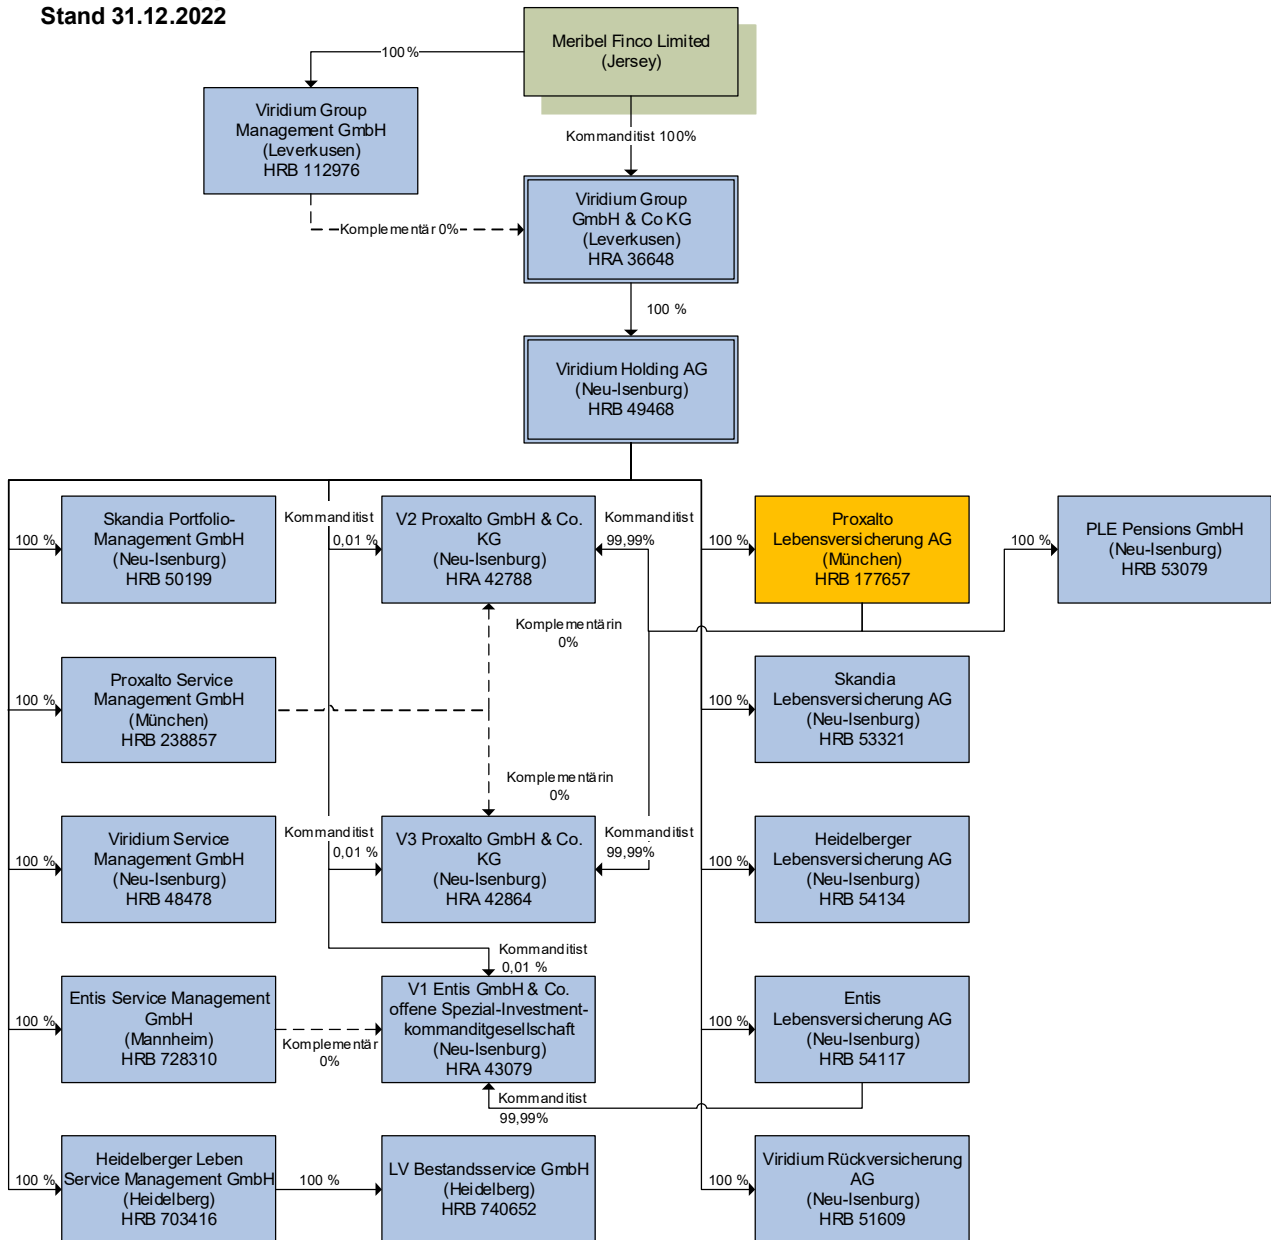 Stand 31.12.2022
Meribel Finco Limited
(Jersey)
100 %
Viridium Group
Management GmbH
(Leverkusen)
HRB 112976
Kommanditist 100%
Viridium Group
GmbH & Co KG
(Leverkusen)
HRA 36648
Komplementär 0%
100 %
Viridium Holding AG
(Neu-Isenburg)
HRB 49468
100 %
Skandia Portfolio-
Management GmbH
(Neu-Isenburg)
HRB 50199
Kommanditist
0,01 %
V2 Proxalto GmbH & Co.
KG
(Neu-Isenburg)
HRA 42788
Kommanditist
99,99%
100 %
Proxalto
Lebensversicherung AG
(München)
HRB 177657
100 %
PLE Pensions GmbH
(Neu-Isenburg)
HRB 53079
Komplementärin
0%
100 %
Proxalto Service
Management GmbH
(München)
HRB 238857
100 %
Skandia
Lebensversicherung AG
(Neu-Isenburg)
HRB 53321
Komplementärin
0%
100 %
Viridium Service
Management GmbH
(Neu-Isenburg)
HRB 48478
Kommanditist
0,01 %
V3 Proxalto GmbH & Co.
KG
(Neu-Isenburg)
HRA 42864
Kommanditist
99,99%
100 %
Heidelberger
Lebensversicherung AG
(Neu-Isenburg)
HRB 54134
Kommanditist
0,01 %
100 %
Entis Service Management
GmbH
(Mannheim)
HRB 728310
Komplementär
0%
V1 Entis GmbH & Co.
offene Spezial-Investment-
kommanditgesellschaft
(Neu-Isenburg)
HRA 43079
100 %
Entis
Lebensversicherung AG
(Neu-Isenburg)
HRB 54117
Kommanditist
99,99%
100 %
Heidelberger Leben
Service Management GmbH
(Heidelberg)
HRB 703416
100 %
LV Bestandsservice GmbH
(Heidelberg)
HRB 740652
100 %
Viridium Rückversicherung
AG
(Neu-Isenburg)
HRB 51609